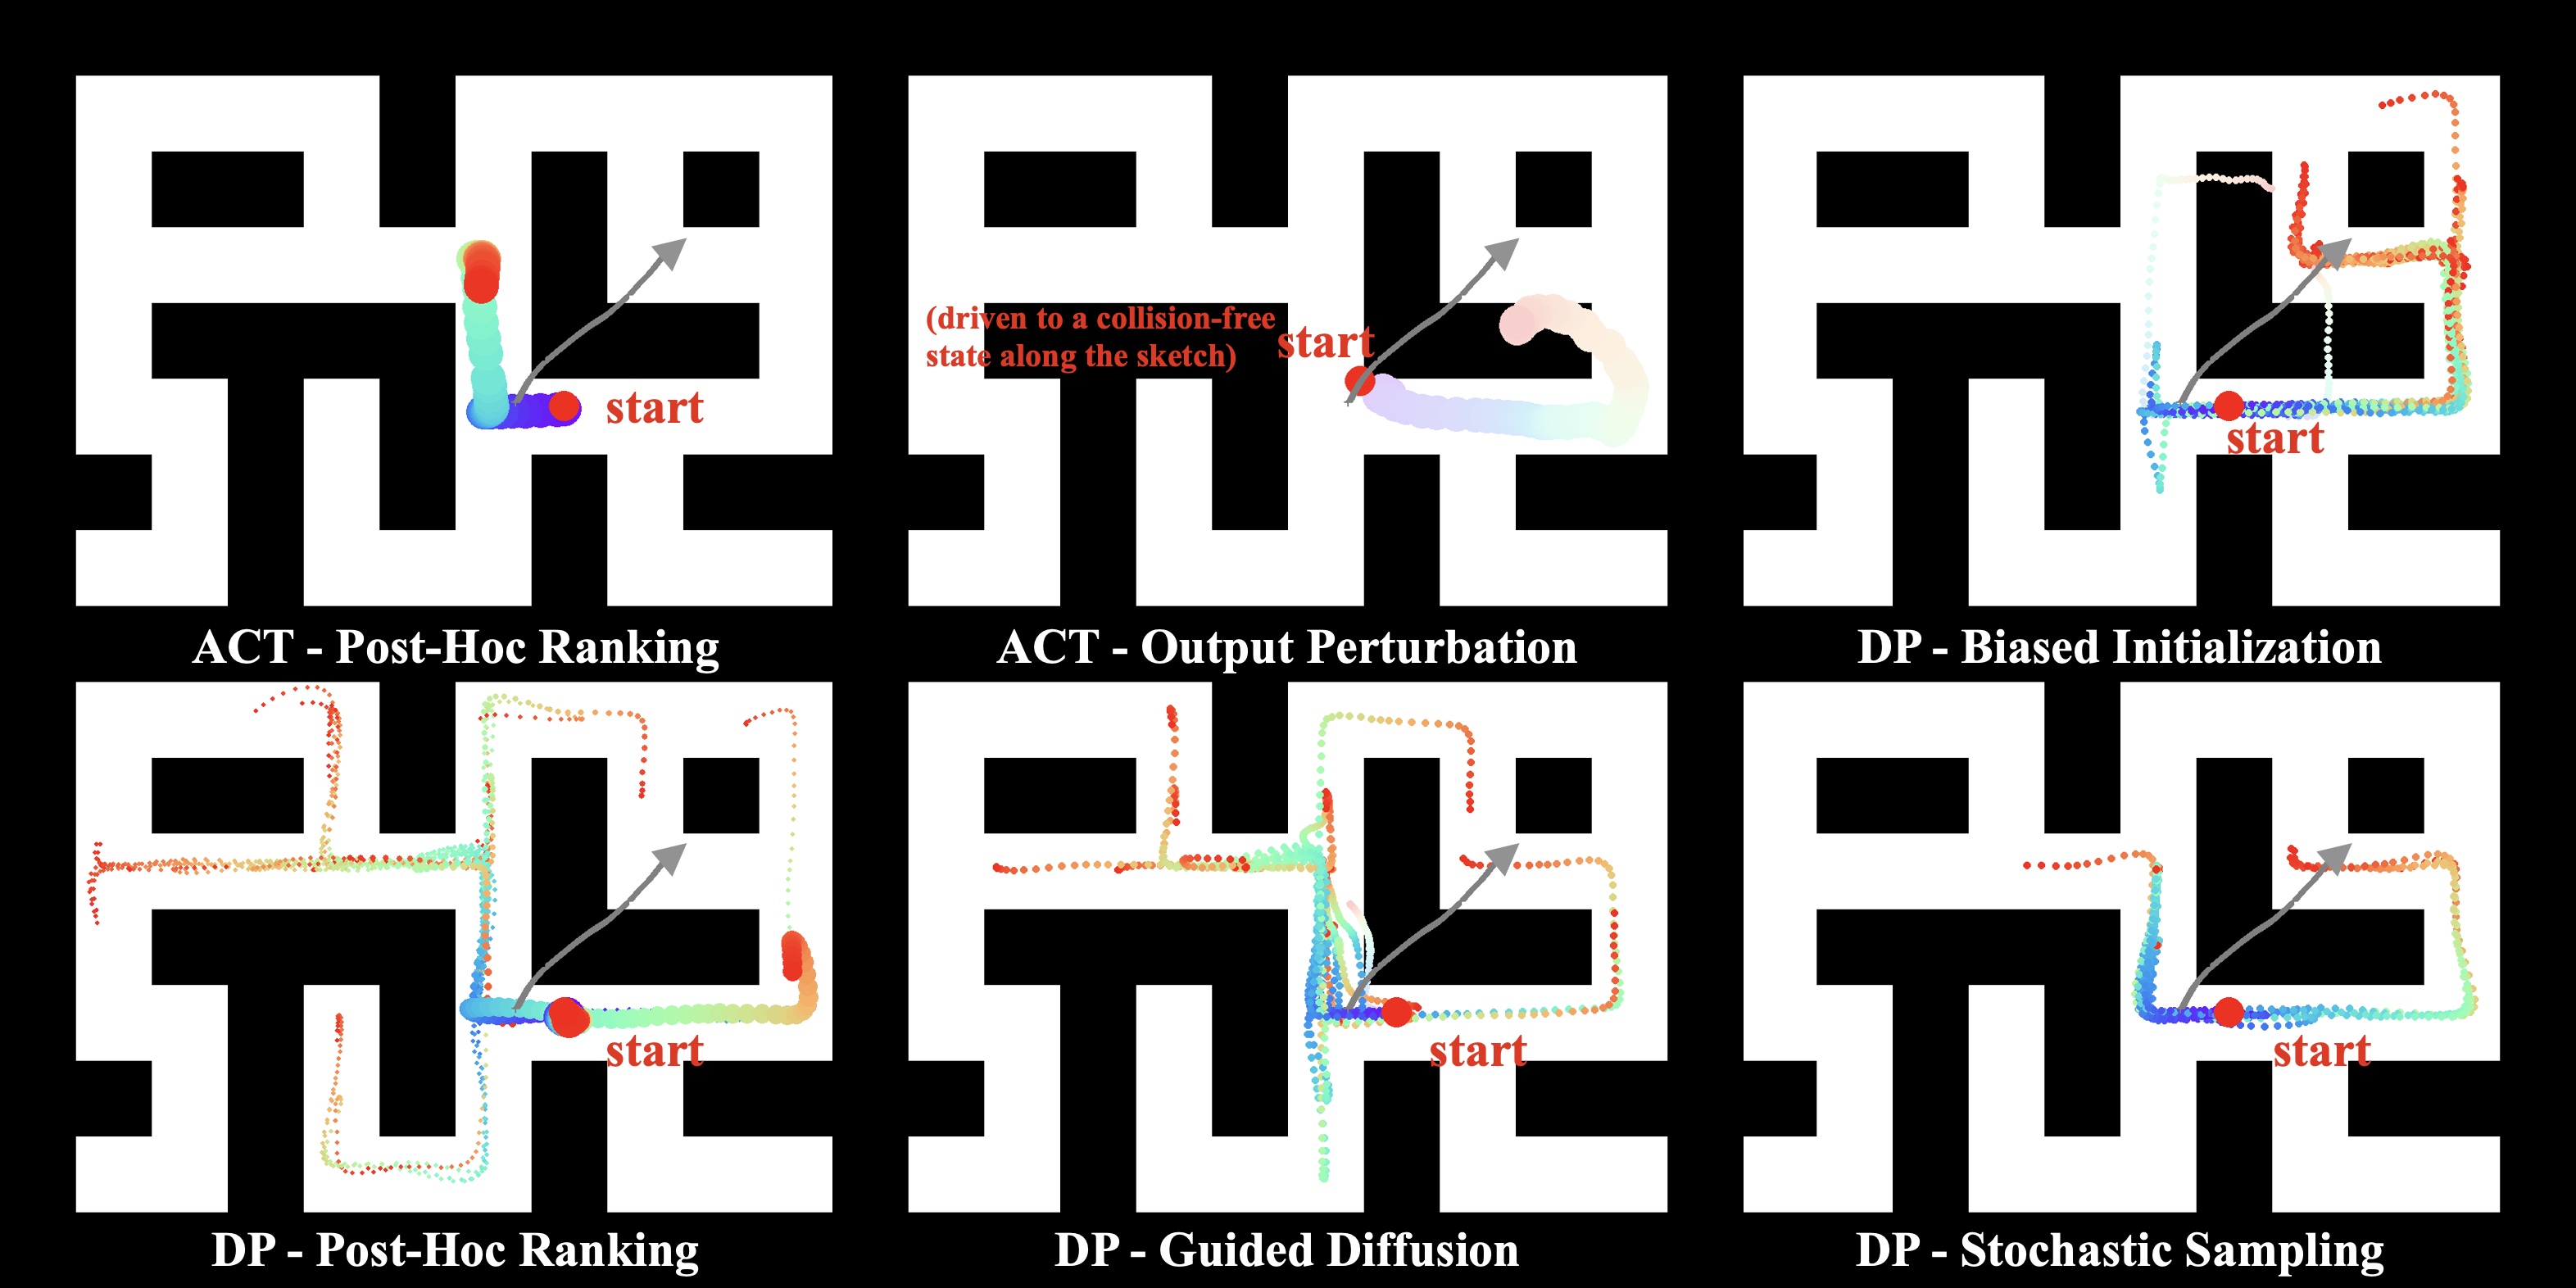 start
(driven to a collision-free
state along the sketch)
start
start
ACT - Post-Hoc Ranking
ACT - Output Perturbation
DP - Biased Initialization
start
start
start
DP - Post-Hoc Ranking
DP - Guided Diffusion
DP - Stochastic Sampling